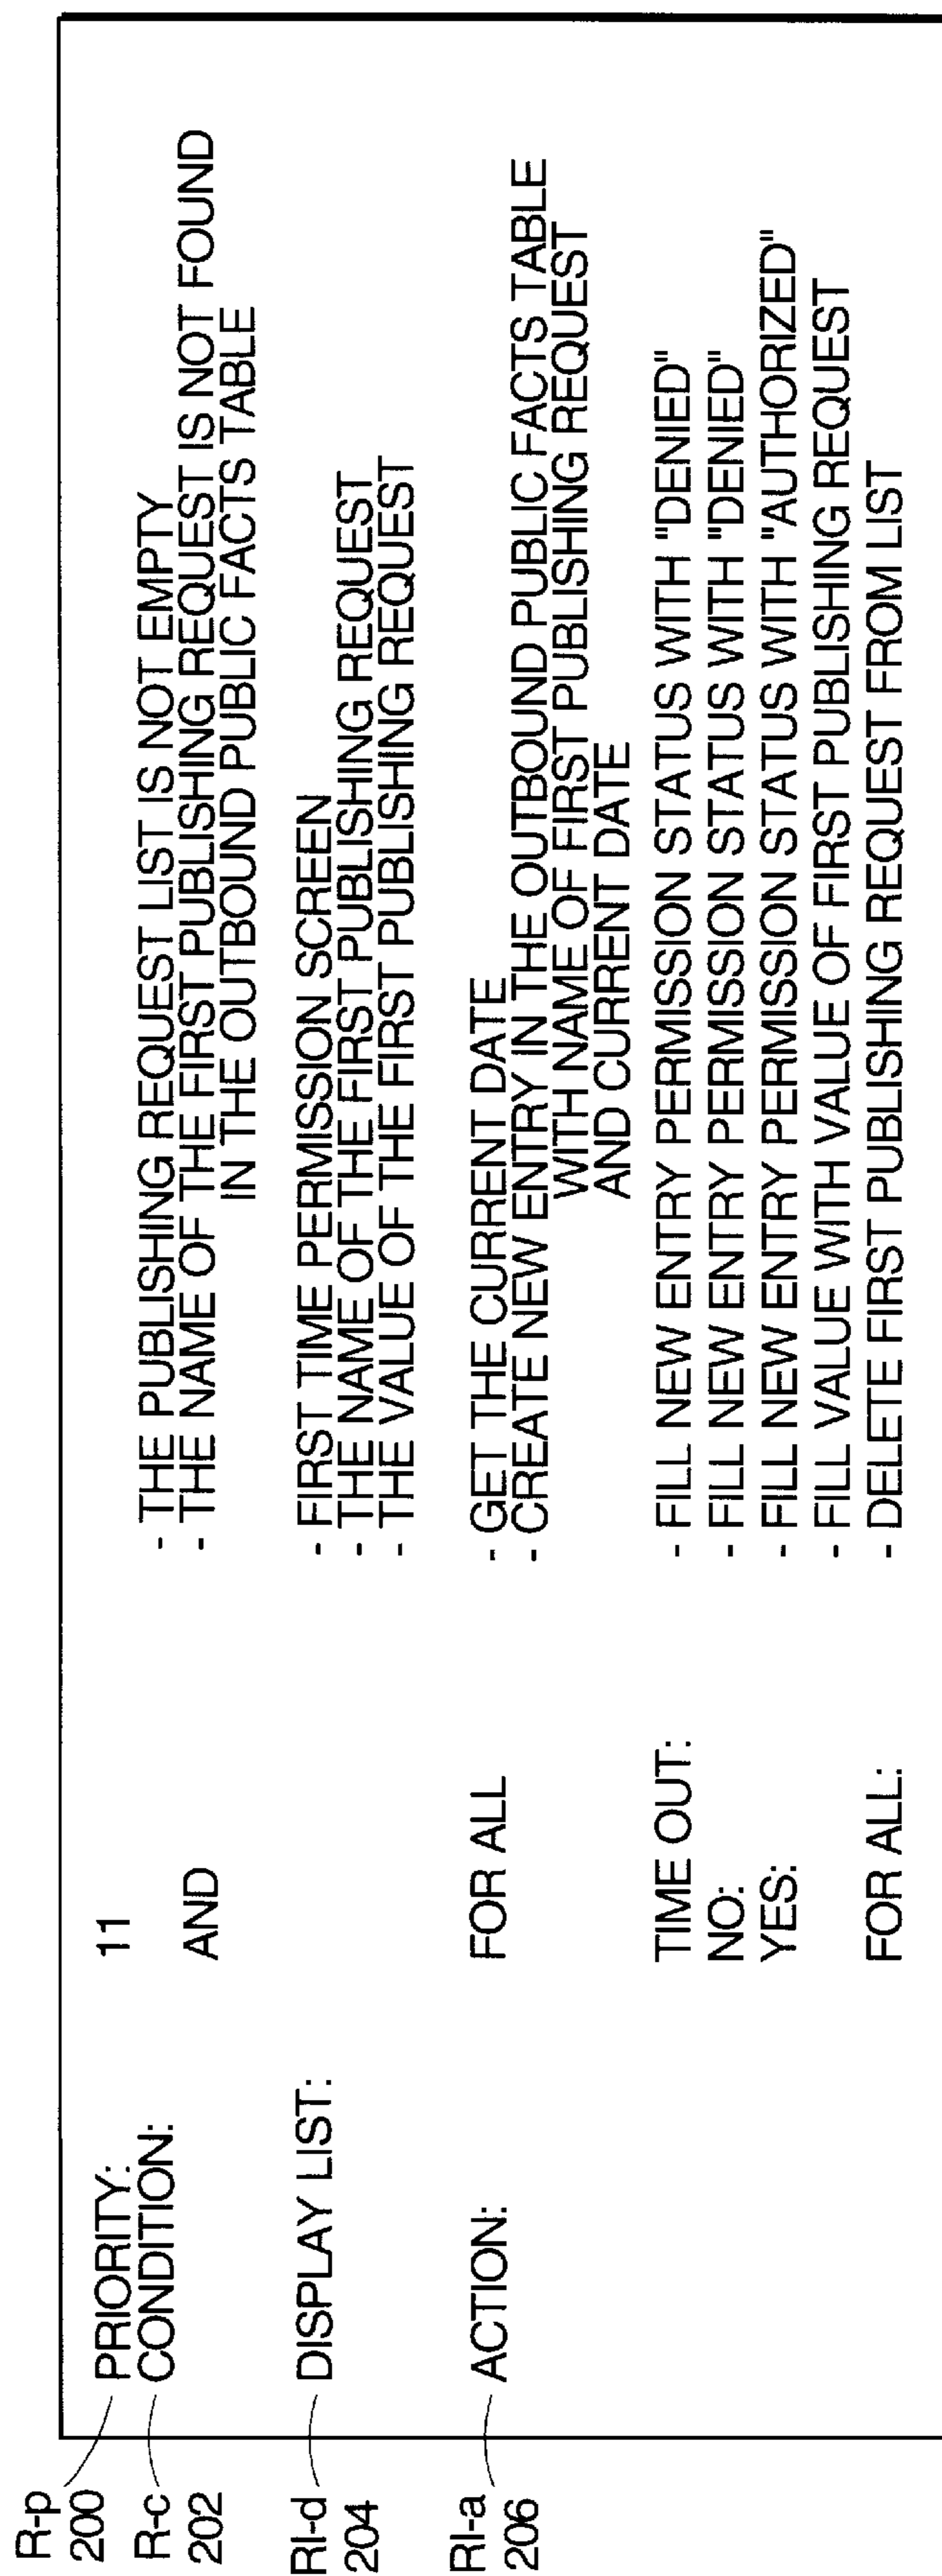 R-p
200
PRIORITY: 11
R-c
202
CONDITION: - THE PUBLISHING REQUEST LIST IS NOT EMPTY
AND - THE NAME OF THE FIRST PUBLISHING REQUEST IS NOT FOUND
IN THE OUTBOUND PUBLIC FACTS TABLE
RI-d
204
DISPLAY LIST: - FIRST TIME PERMISSION SCREEN
- THE NAME OF THE FIRST PUBLISHING REQUEST
- THE VALUE OF THE FIRST PUBLISHING REQUEST
RI-a
206
ACTION: FOR ALL - GET THE CURRENT DATE
- CREATE NEW ENTRY IN THE OUTBOUND PUBLIC FACTS TABLE
WITH NAME OF FIRST PUBLISHING REQUEST
AND CURRENT DATE
TIME OUT: - FILL NEW ENTRY PERMISSION STATUS WITH "DENIED"
NO: - FILL NEW ENTRY PERMISSION STATUS WITH "DENIED"
YES: - FILL NEW ENTRY PERMISSION STATUS WITH "AUTHORIZED"
- FILL VALUE WITH VALUE OF FIRST PUBLISHING REQUEST
FOR ALL: - DELETE FIRST PUBLISHING REQUEST FROM LIST